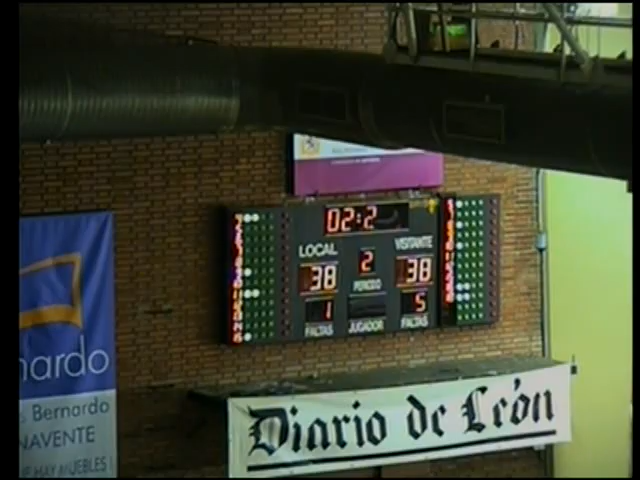 02:2
LOCAL
VISITANTE
38
2
38
PERIODO
1
5
FALTAS
JUGADOR
FALTAS
nardo
Bernardo
NAVENTE
HAY MUEBLES!
Diario de León